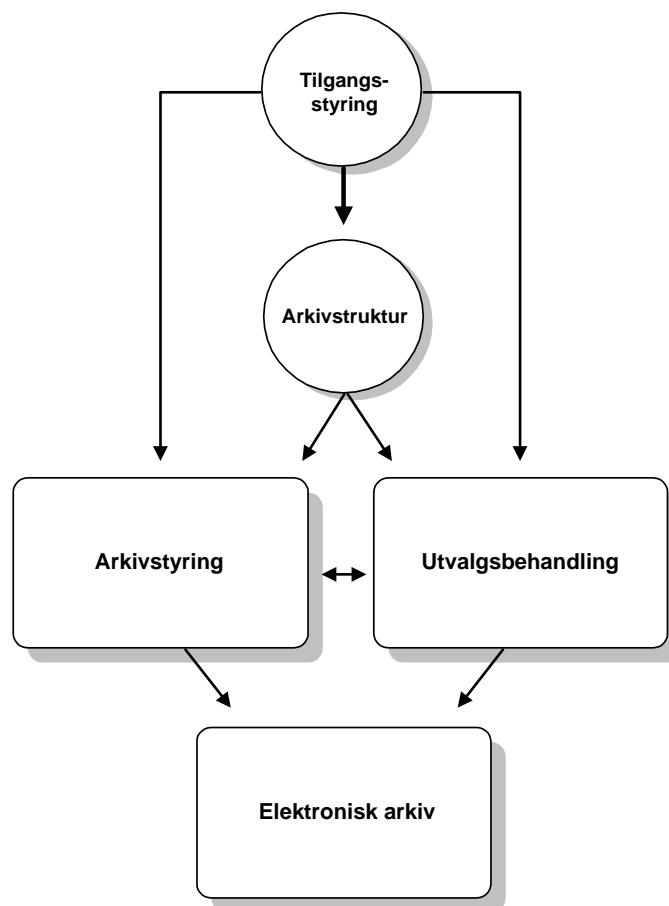 Tilgangs-
styring
Arkivstruktur
Arkivstyring
Utvalgsbehandling
Elektronisk arkiv